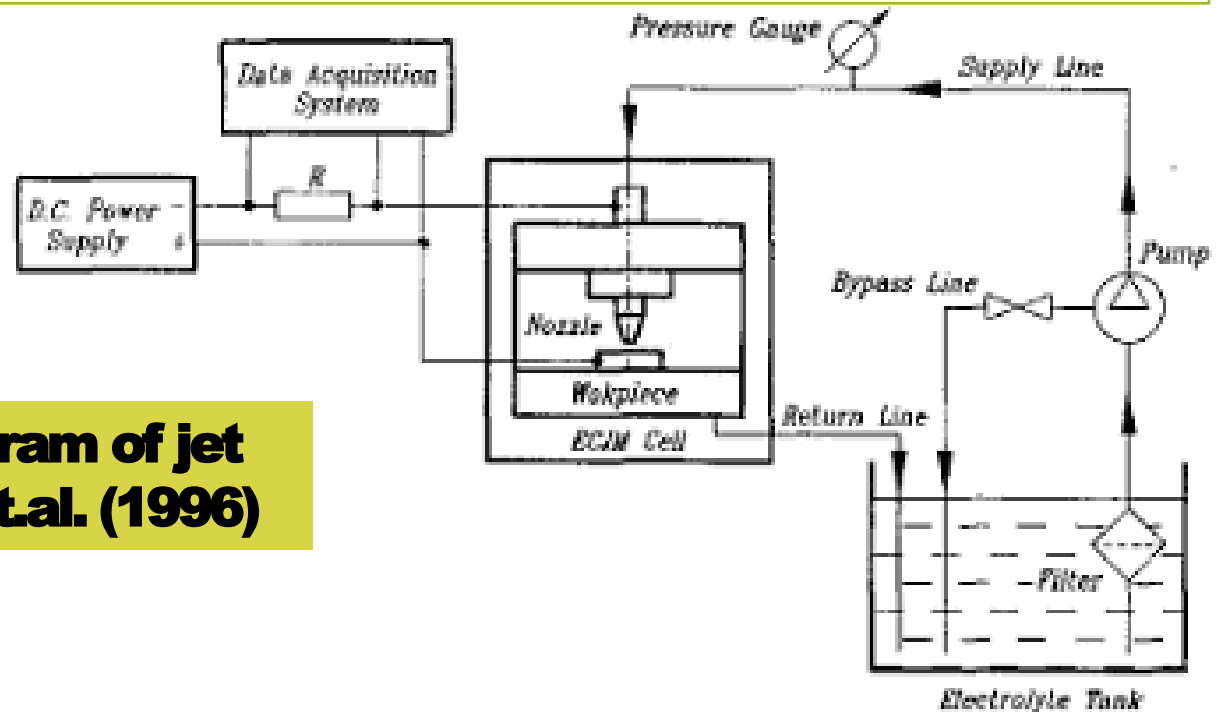 Pressure Gauge
Supply Line
Data Acquisition
System
R
D.C. Power -
Supply +
Pump
Bypass Line
Nozzle
Wokpiece
Return Line
ECJM Cell
ram of jet
t.al. (1996)
Filter
Electrolyte Tank